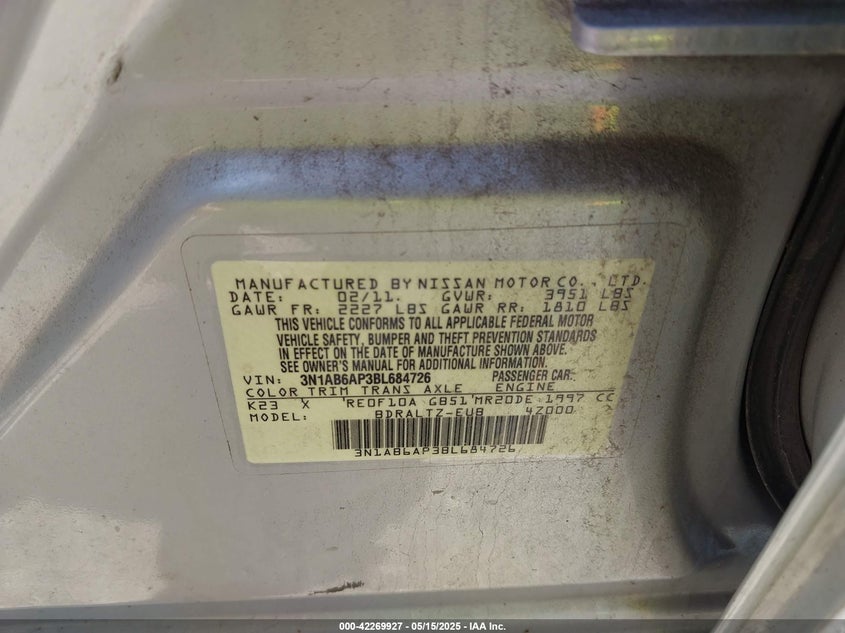 MANUFACTURED BY NISSAN MOTOR CO., LTD.
DATE: 02/11. GVWR: 3951 LBS
GAWR FR: 2227 LBS GAWR RR: 1810 LBS
THIS VEHICLE CONFORMS TO ALL APPLICABLE FEDERAL MOTOR
VEHICLE SAFETY, BUMPER AND THEFT PREVENTION STANDARDS
IN EFFECT ON THE DATE OF MANUFACTURE SHOWN ABOVE.
SEE OWNER'S MANUAL FOR ADDITIONAL INFORMATION.
VIN: 3N1AB6AP3BL684726 PASSENGER CAR
COLOR TRIM TRANS AXLE ENGINE
K23 X RE0F10A GB51 MR20DE 1997 CC
MODEL: BDRALTZ-EUB 4Z000
3N1AB6AP3BL684726
000-42269927 - 05/15/2025 - IAA Inc.